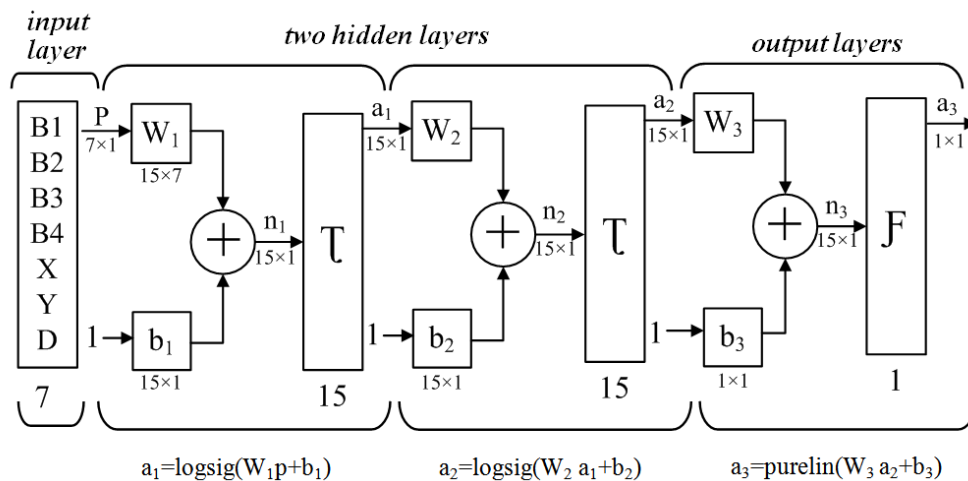 input
layer
two hidden layers
output layers
B1
B2
B3
B4
X
Y
D
7
P
7×1
W₁
15×7
1
b₁
15×1
n₁
15×1
Ʈ
15
a₁
15×1
W₂
1
b₂
15×1
n₂
15×1
Ʈ
15
a₂
15×1
W₃
1
b₃
1×1
n₃
15×1
F
1
a₃
1×1
a₁=logsig(W₁p+b₁)
a₂=logsig(W₂ a₁+b₂)
a₃=purelin(W₃ a₂+b₃)